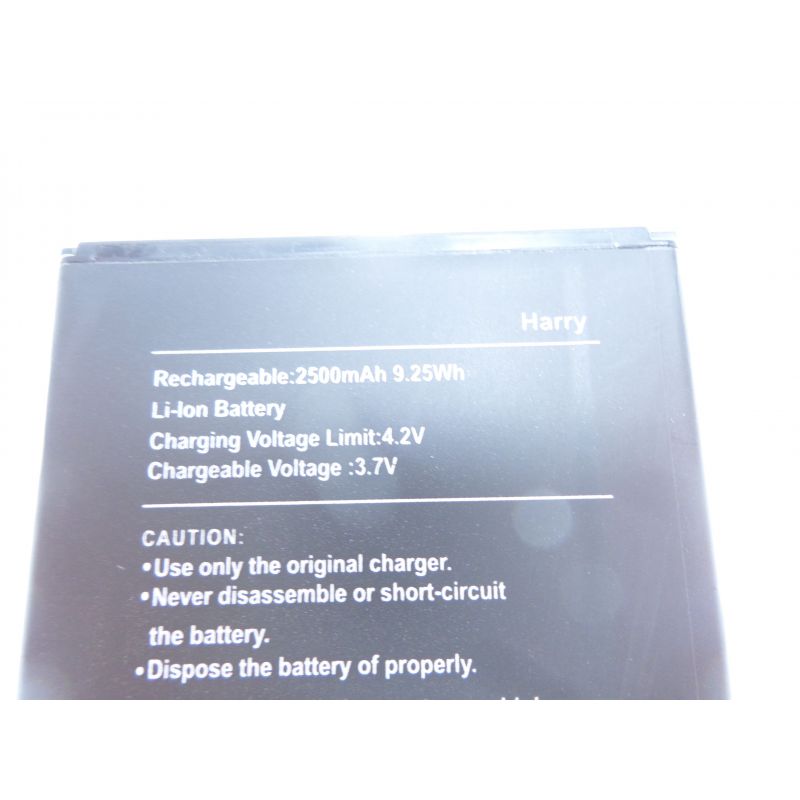 Harry
Rechargeable:2500mAh 9.25Wh
Li-Ion Battery
Charging Voltage Limit:4.2V
Chargeable Voltage :3.7V
CAUTION:
•Use only the original charger.
•Never disassemble or short-circuit
the battery.
•Dispose the battery of properly.